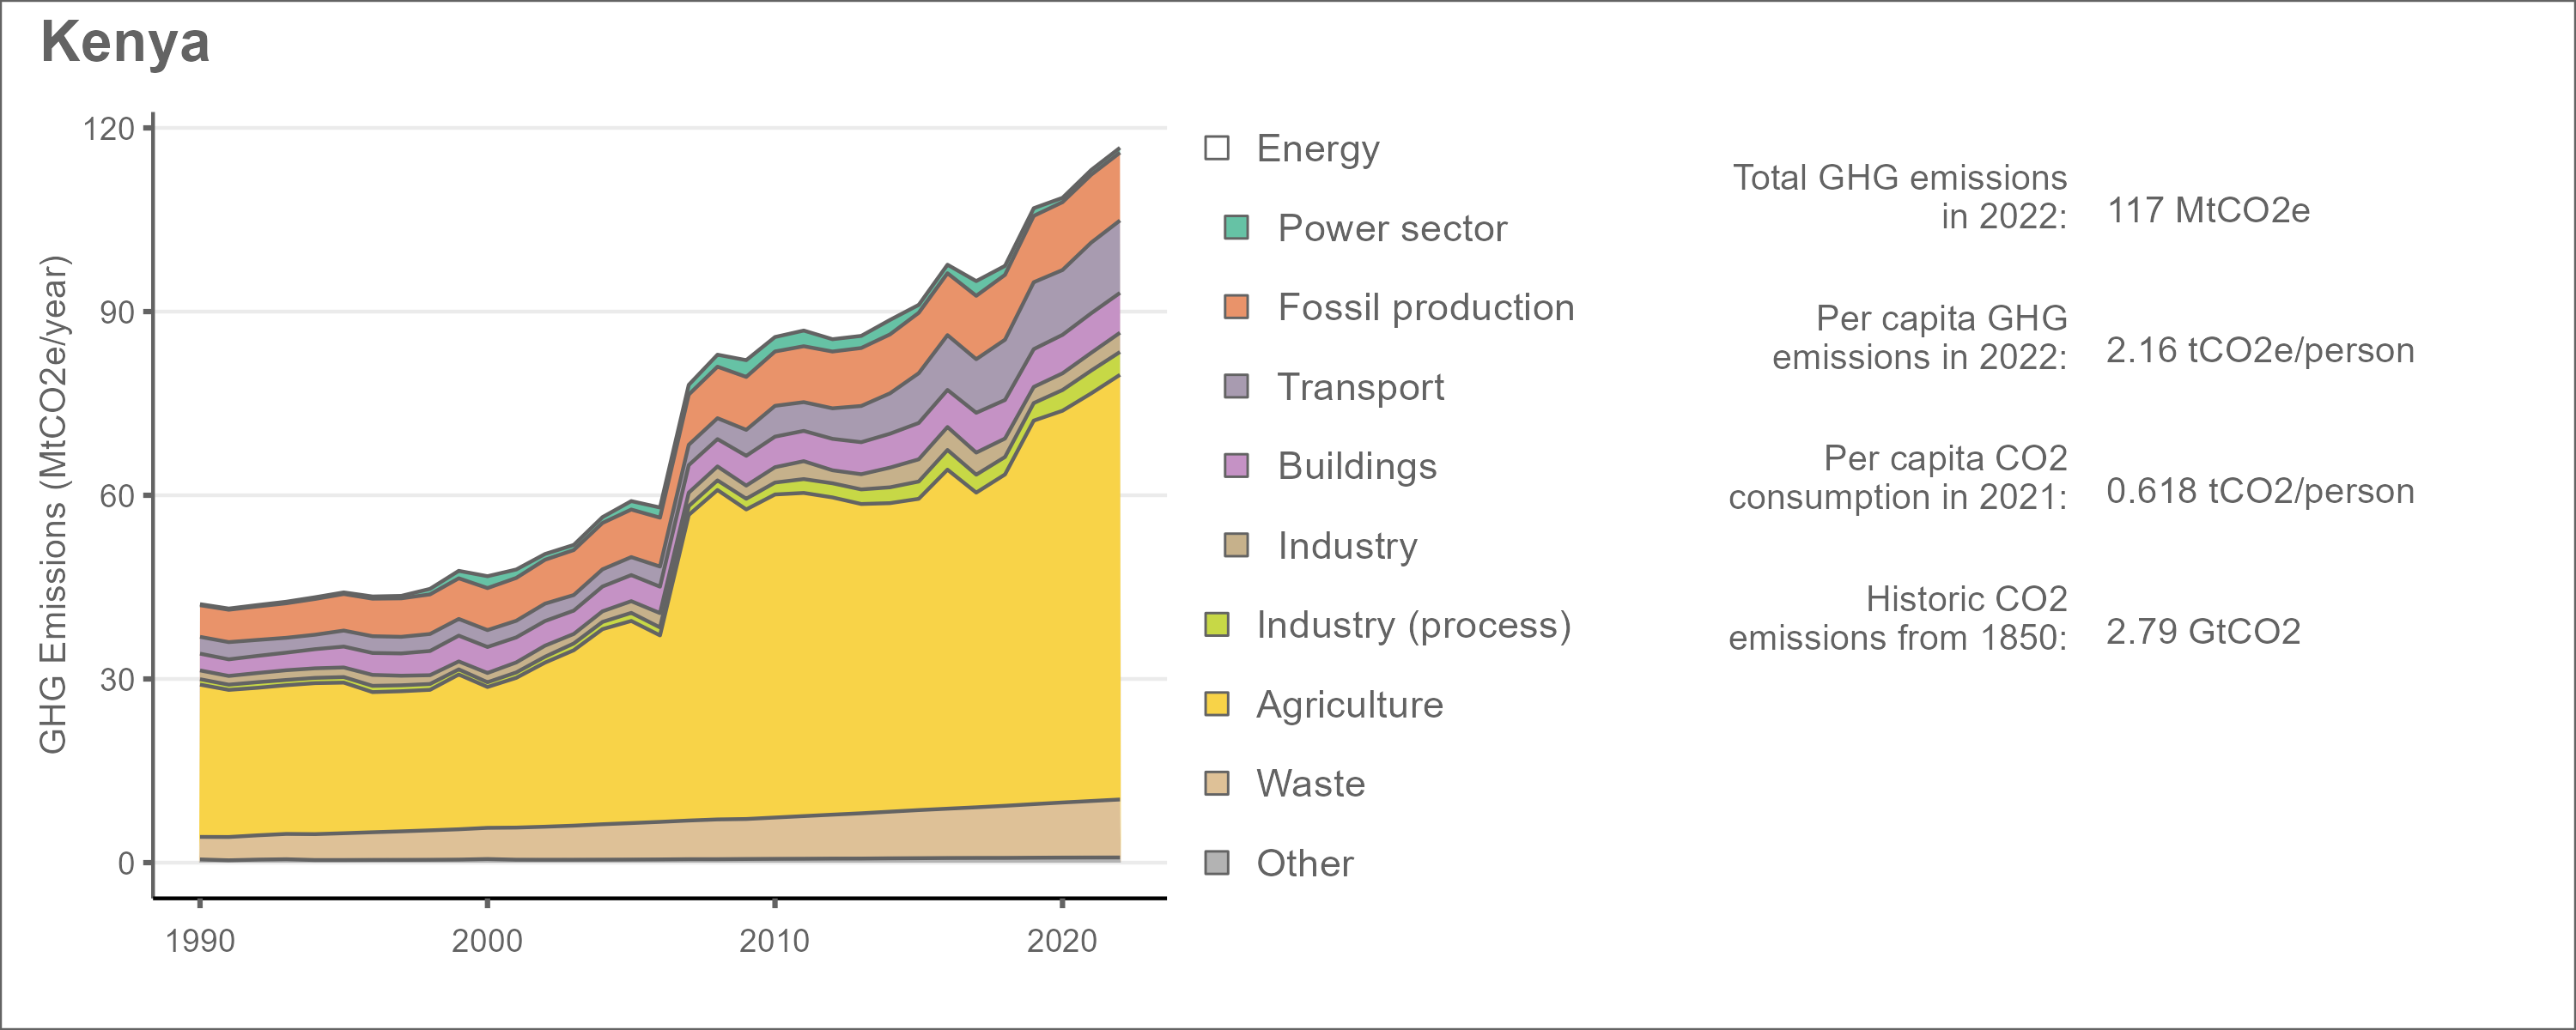 Kenya
GHG Emissions (MtCO2e/year)
120
90
60
30
0
1990
2000
2010
2020
Energy
Power sector
Fossil production
Transport
Buildings
Industry
Industry (process)
Agriculture
Waste
Other
Total GHG emissions
in 2022:
117 MtCO2e
Per capita GHG
emissions in 2022:
2.16 tCO2e/person
Per capita CO2
consumption in 2021:
0.618 tCO2/person
Historic CO2
emissions from 1850:
2.79 GtCO2